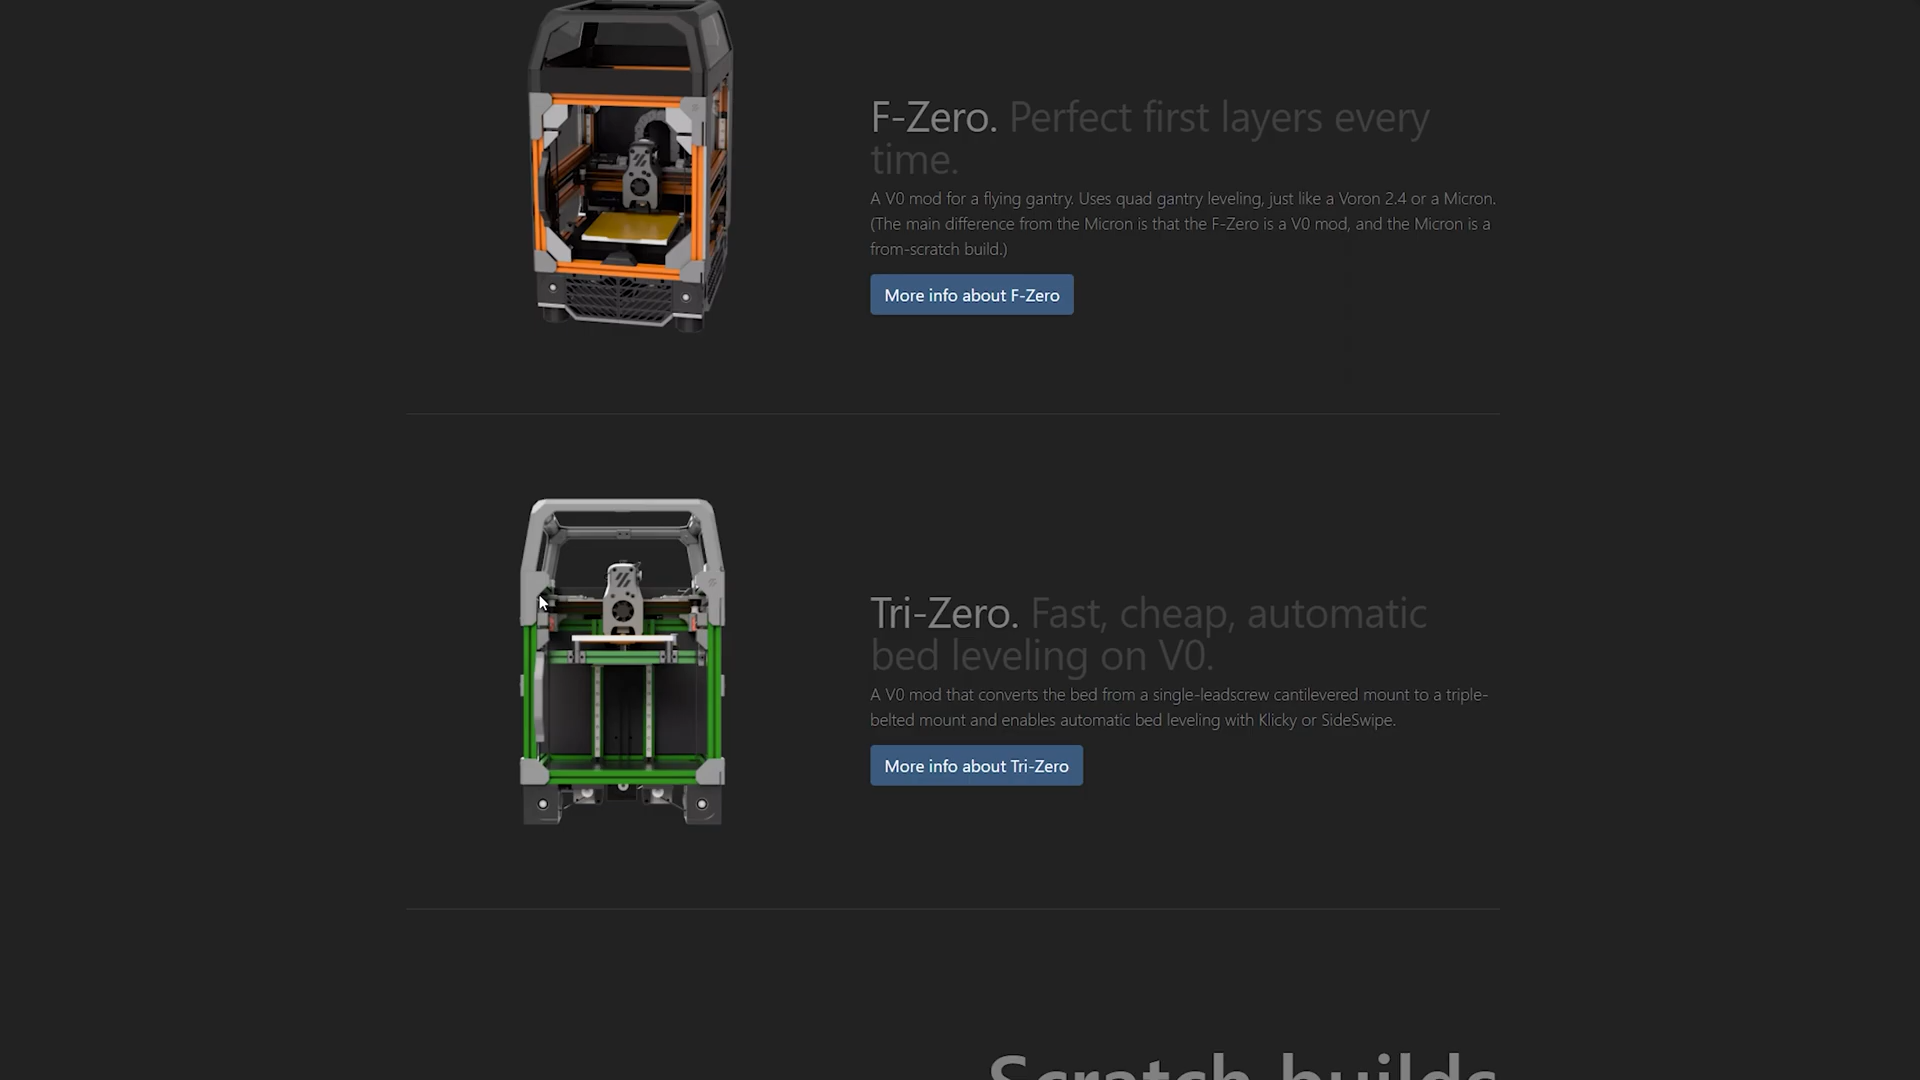 F-Zero. Perfect first layers every
time.
A V0 mod for a flying gantry. Uses quad gantry leveling, just like a Voron 2.4 or a Micron.
(The main difference from the Micron is that the F-Zero is a V0 mod, and the Micron is a
from-scratch build.)
More info about F-Zero
Tri-Zero. Fast, cheap, automatic
bed leveling on V0.
A V0 mod that converts the bed from a single-leadscrew cantilevered mount to a triple-
belted mount and enables automatic bed leveling with Klicky or SideSwipe.
More info about Tri-Zero
Scratch builds